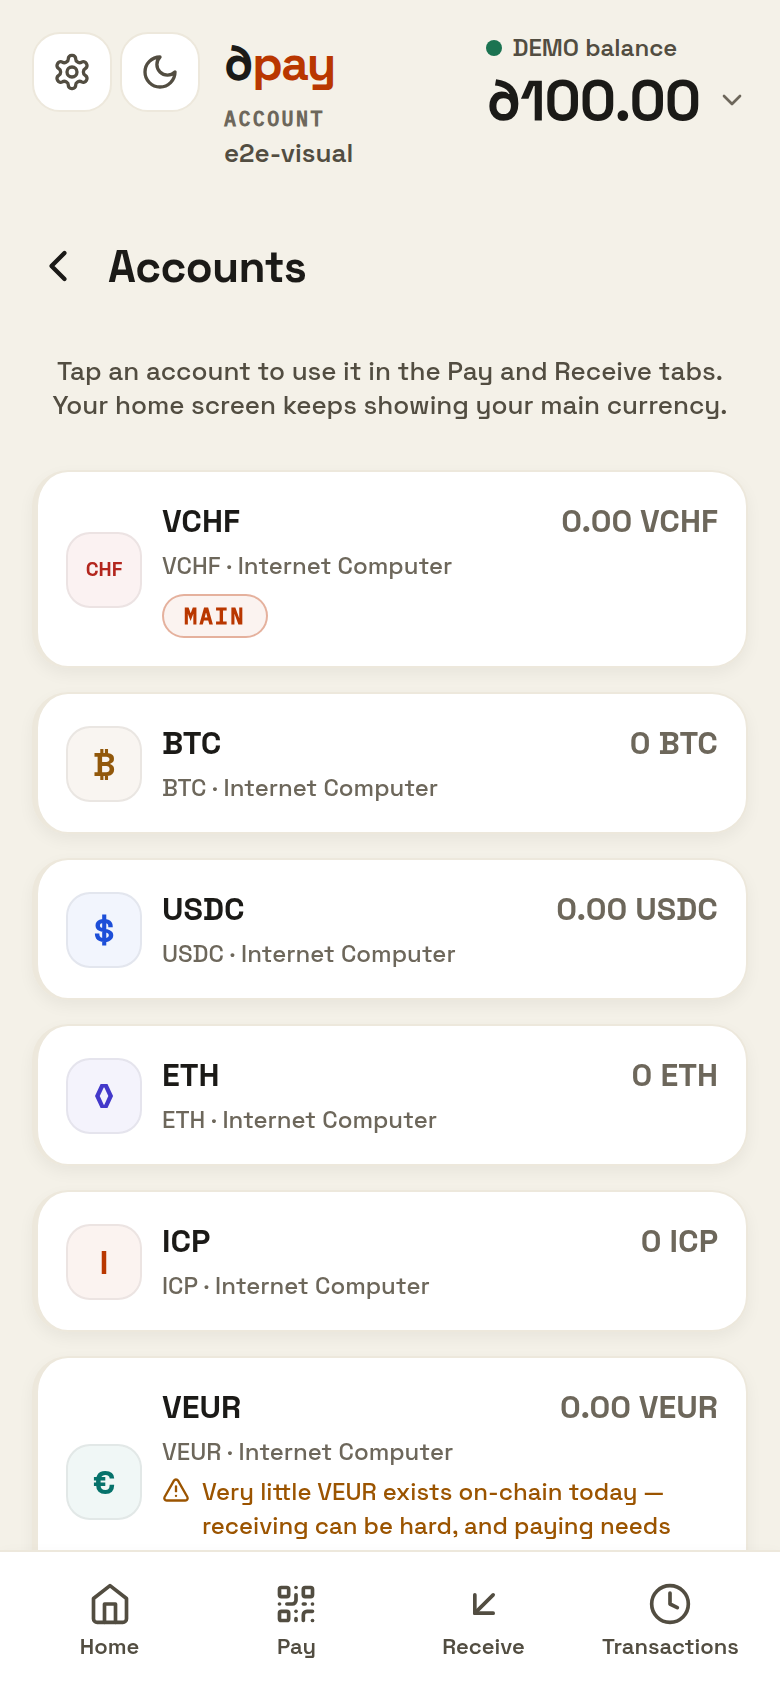 ∂pay
ACCOUNT
e2e-visual
DEMO balance
∂100.00
Accounts
Tap an account to use it in the Pay and Receive tabs.
Your home screen keeps showing your main currency.
CHF
VCHF
0.00 VCHF
VCHF · Internet Computer
MAIN
₿
BTC
0 BTC
BTC · Internet Computer
$
USDC
0.00 USDC
USDC · Internet Computer
ETH
0 ETH
ETH · Internet Computer
I
ICP
0 ICP
ICP · Internet Computer
€
VEUR
0.00 VEUR
VEUR · Internet Computer
Very little VEUR exists on-chain today —
receiving can be hard, and paying needs
Home
Pay
Receive
Transactions